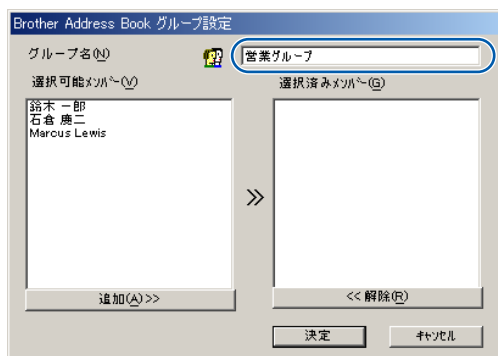 Brother Address Book グループ設定
グループ名(N)
営業グループ
選択可能メンバー(V)
選択済みメンバー(G)
鈴木 一郎
石倉 鹿二
Marcus Lewis
追加(A)>>
<< 解除(R)
決定
キャンセル